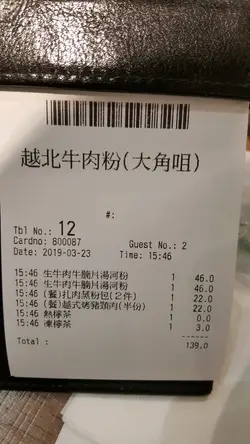 越北牛肉粉(大角咀)
#:
Tbl No.: 12
Cardno: 800087
Guest No.: 2
Date: 2019-03-23
Time: 15:46
15:46 生牛肉牛腩爿湯河粉 1 46.0
15:46 生牛肉牛腩爿湯河粉 1 46.0
15:46 (餐)扎肉蒸粉包(2件) 1 22.0
15:46 (餐)越式烤豬頸肉(半份) 1 22.0
15:46 熱檸茶 1 0.0
15:46 凍檸茶 1 3.0
Total : 139.0